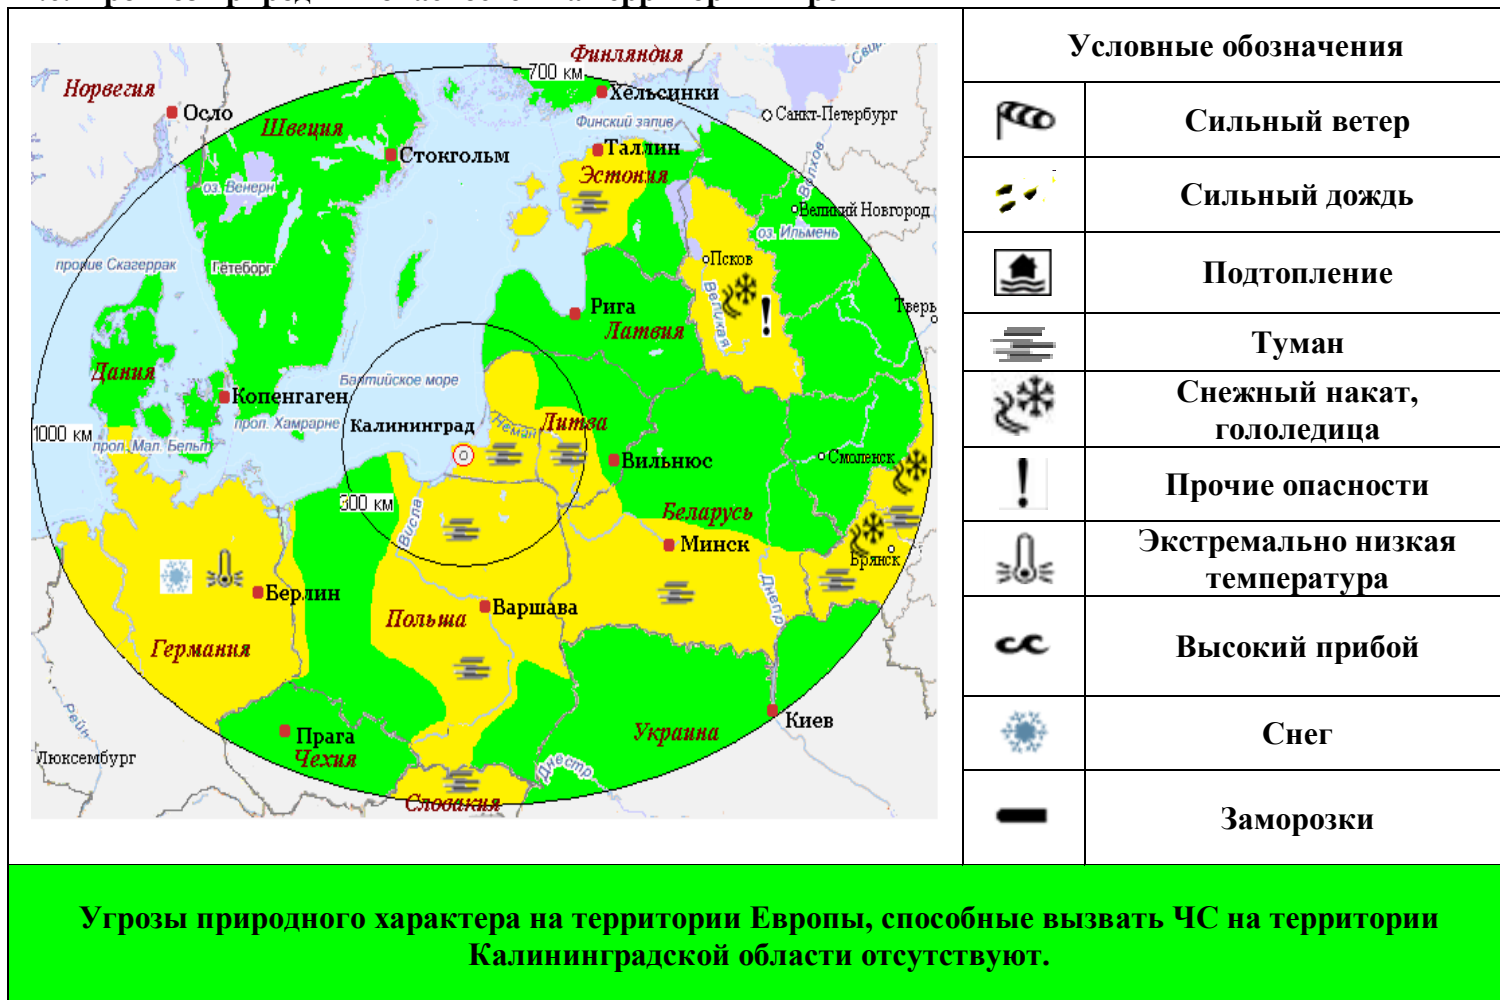 Условные обозначения
Сильный ветер
Сильный дождь
Подтопление
Туман
Снежный накат,
гололедица
Прочие опасности
Экстремально низкая
температура
Высокий прибой
Снег
Заморозки
Финляндия
700 км
Норвегия
Хельсинки
Осло
Санкт-Петербург
Швеция
Финский залив
Волхов
Стокгольм
Таллин
Эстония
оз. Венерн
Великий Новгород
оз. Ильмень
пролив Скагеррак
Гетеборг
Псков
Великая
Рига
Тверь
Латвия
Дания
Балтийское море
Копенгаген
проп. Хамрарне
Калининград
Неман
Литва
1000 км
проп. Мал. Бельт
Вильнюс
Смоленск
300 км
Висла
Беларусь
Минск
Брянск
Берлин
Днепр
Варшава
Польша
Германия
Рейн
Прага
Чехия
Украина
Киев
Люксембург
Днестр
Словакия
Угрозы природного характера на территории Европы, способные вызвать ЧС на территории
Калининградской области отсутствуют.